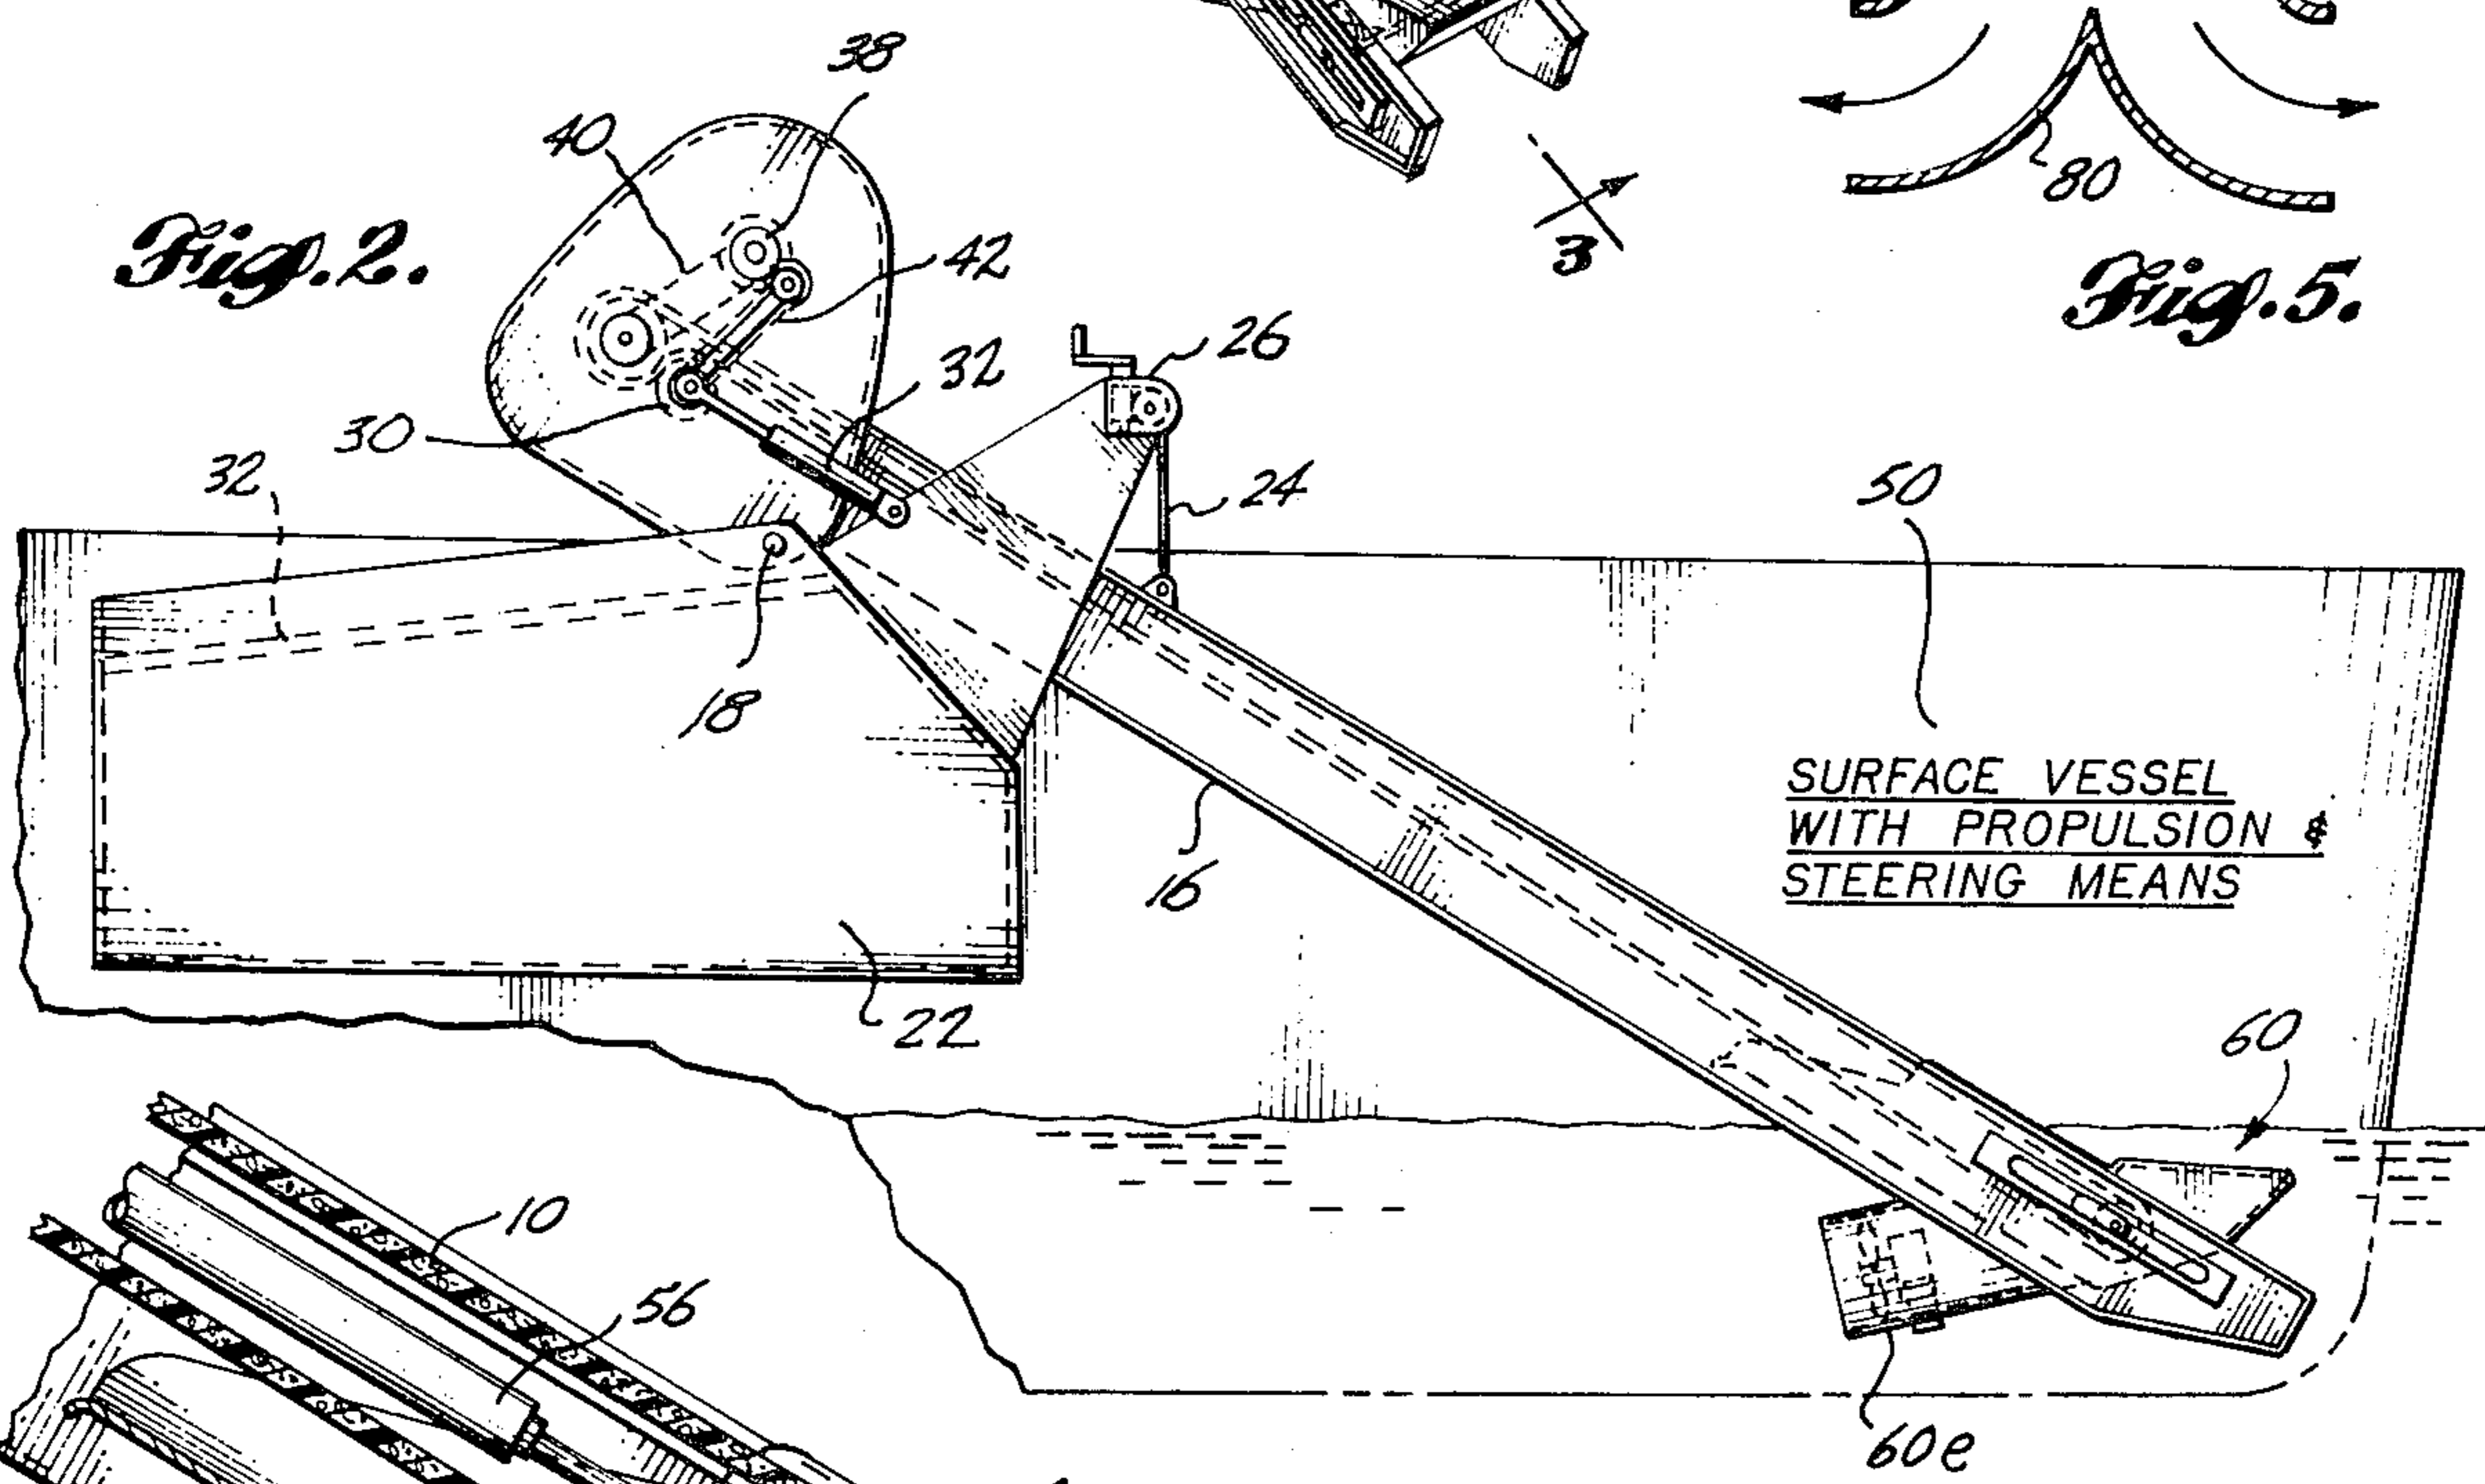 38
40
80
Fig. 2.
42
3
Fig. 5.
26
32
30
32
24
50
18
SURFACE VESSEL
WITH PROPULSION &
STEERING MEANS
16
22
60
10
56
60e